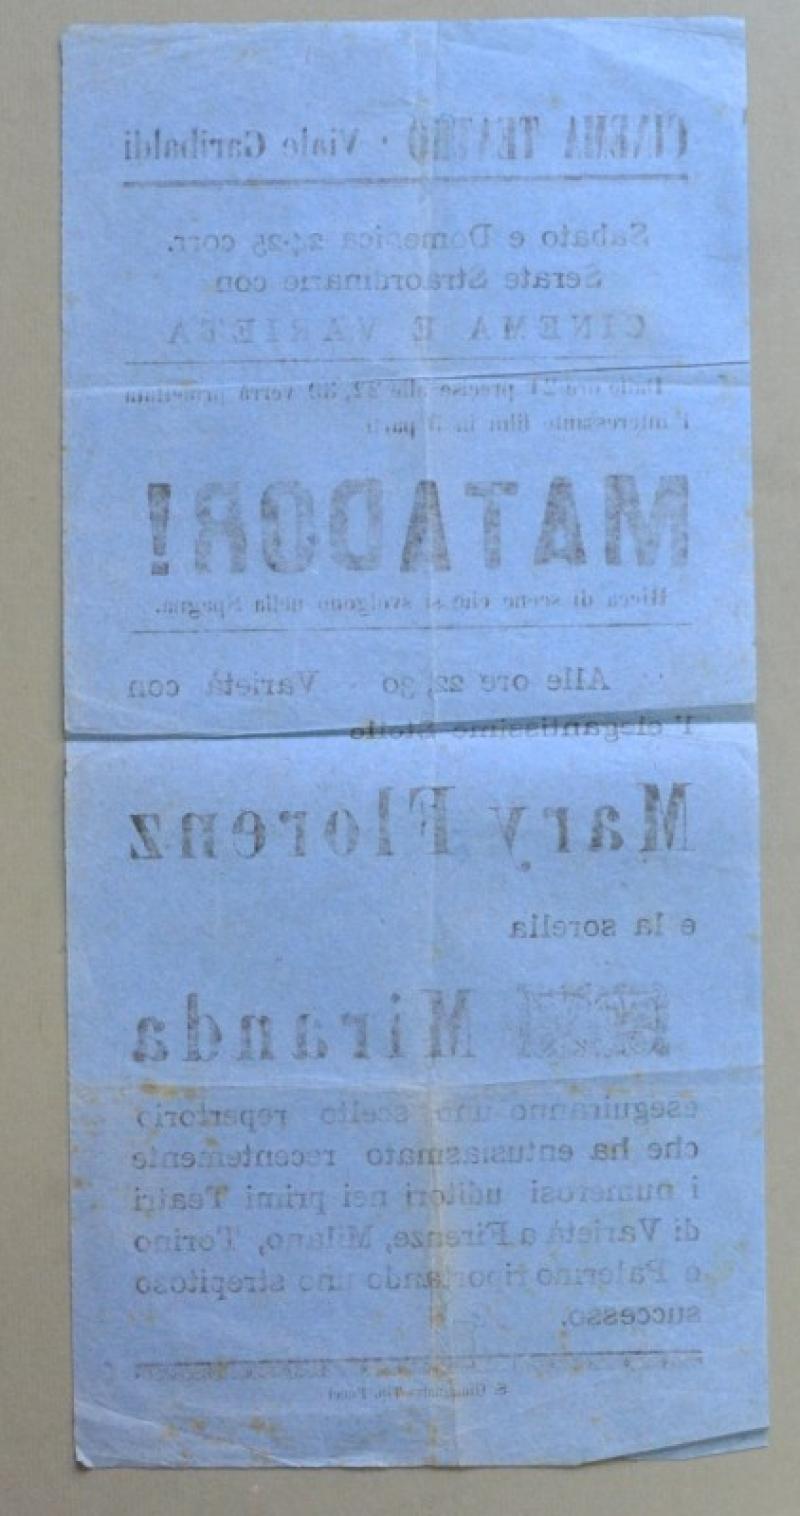 CINEMA TEATRO · Viale Garibaldi
Sabato e Domenica 24-25 corr.
Serate Straordinarie con
CINEMA E VARIETÀ
Dalle ore 21 precise alle 22,30 verrà proiettata
l'interessante film in 6 parti
MATADOR!
Ricca di scene che si svolgono nella Spagna.
Alle ore 22,30 - Varietà con
l'elegantissime Stelle
Mary Florenz
e la sorella
Miranda
eseguiranno uno scelto repertorio
che ha entusiasmato recentemente
i numerosi uditori nei primi Teatri
di Varietà a Firenze, Milano, Torino
e Palermo riportando uno strepitoso
successo.